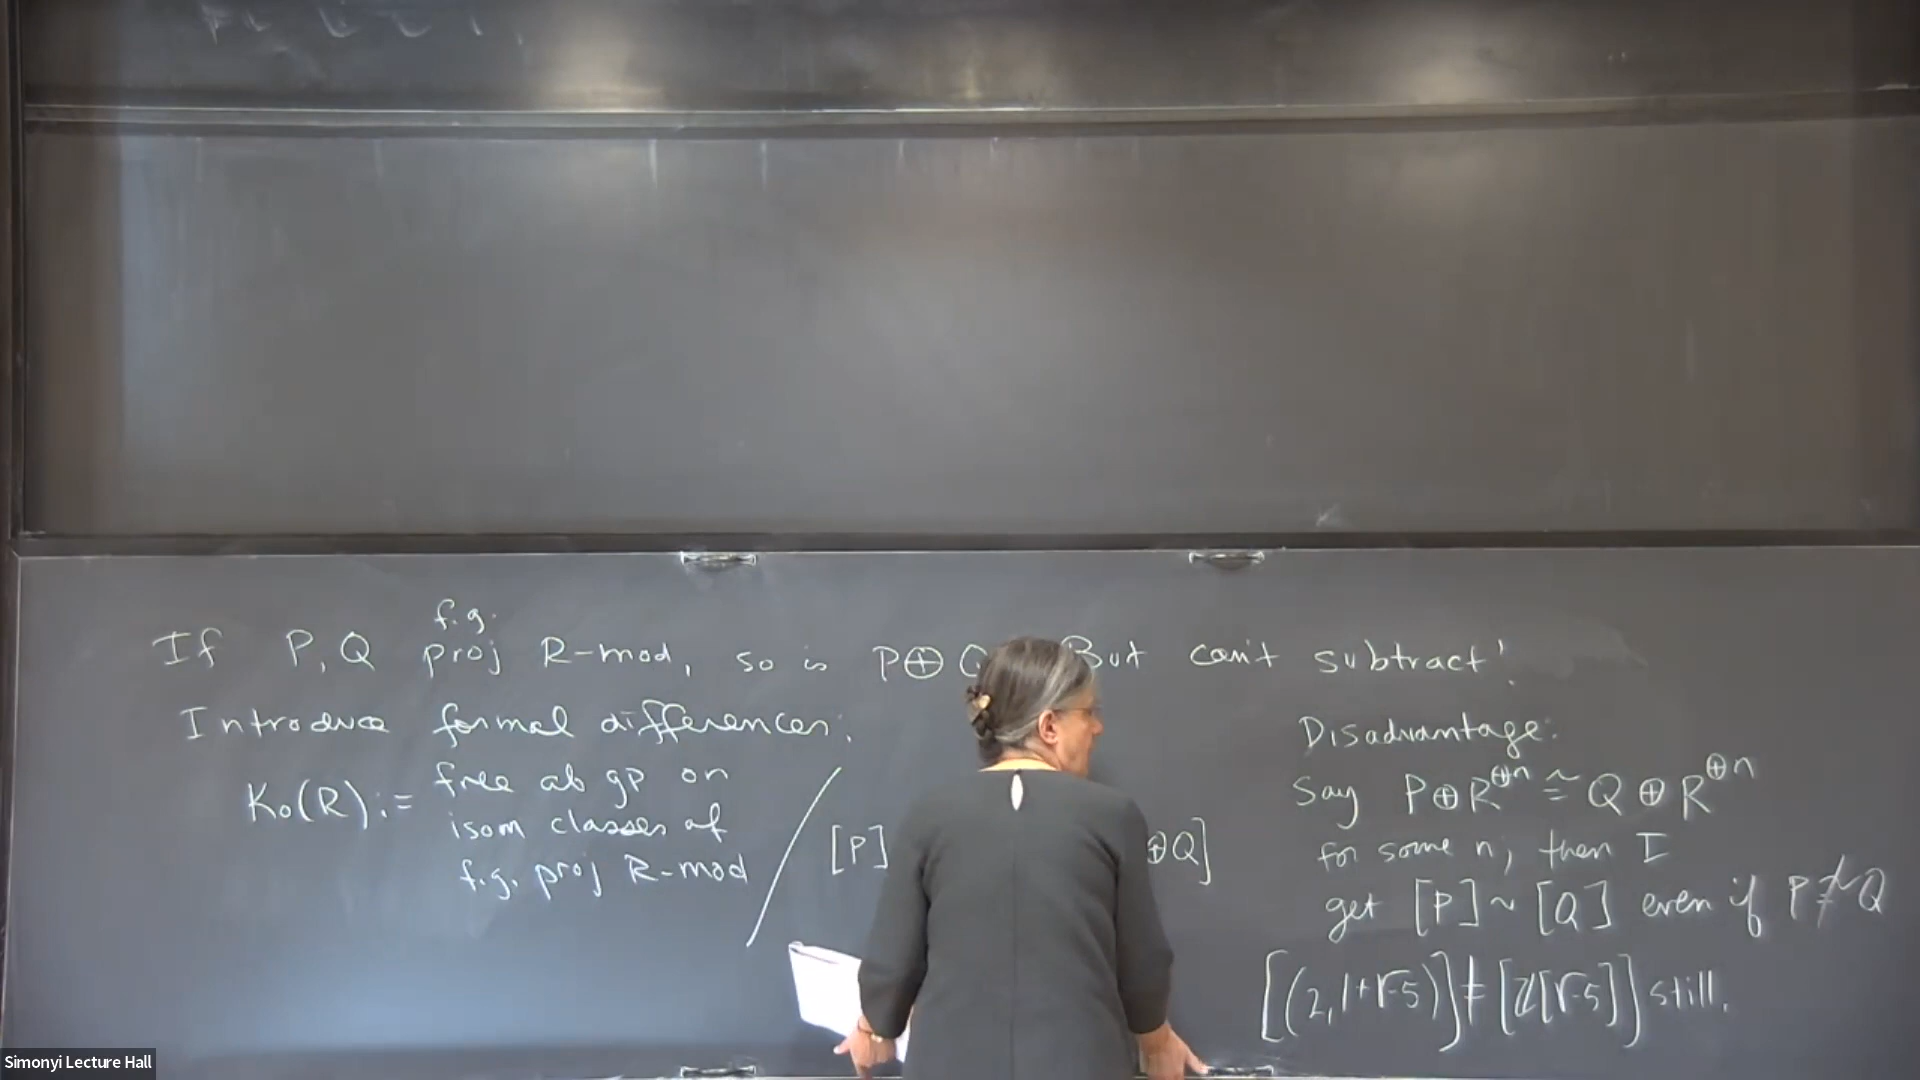 If P, Q f.g. proj R-mod, so is P⊕Q But can't subtract!
Introduce formal differences:
K₀(R) := free ab gp on
isom classes of
f.g. proj R-mod
/ [P] ⊕Q]
Disadvantage:
Say P⊕R^{⊕n} ≅ Q⊕R^{⊕n}
for some n, then I
get [P] ~ [Q] even if P ≇ Q
[(2, 1+√-5)] ≠ [ℤ[√-5]] still.
Simonyi Lecture Hall